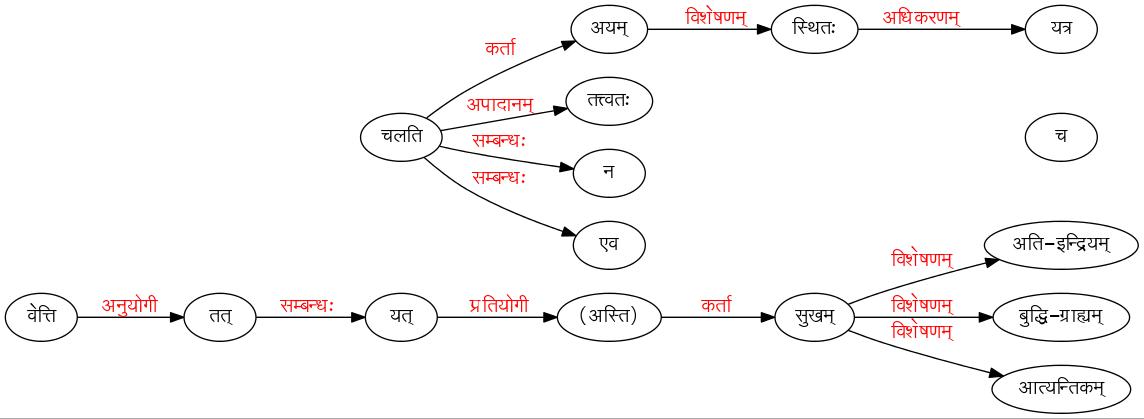 अयम् विशेषणम् स्थितः अधिकरणम् यत्र
कर्ता
अपादानम् तत्त्वतः
चलति च
सम्बन्धः
न
सम्बन्धः
एव अति-इन्द्रियम्
विशेषणम्
वेत्ति अनुयोगी तत् सम्बन्धः यत् प्रतियोगी (अस्ति) कर्ता सुखम् विशेषणम् बुद्धि-ग्राह्यम्
विशेषणम्
आत्यन्तिकम्